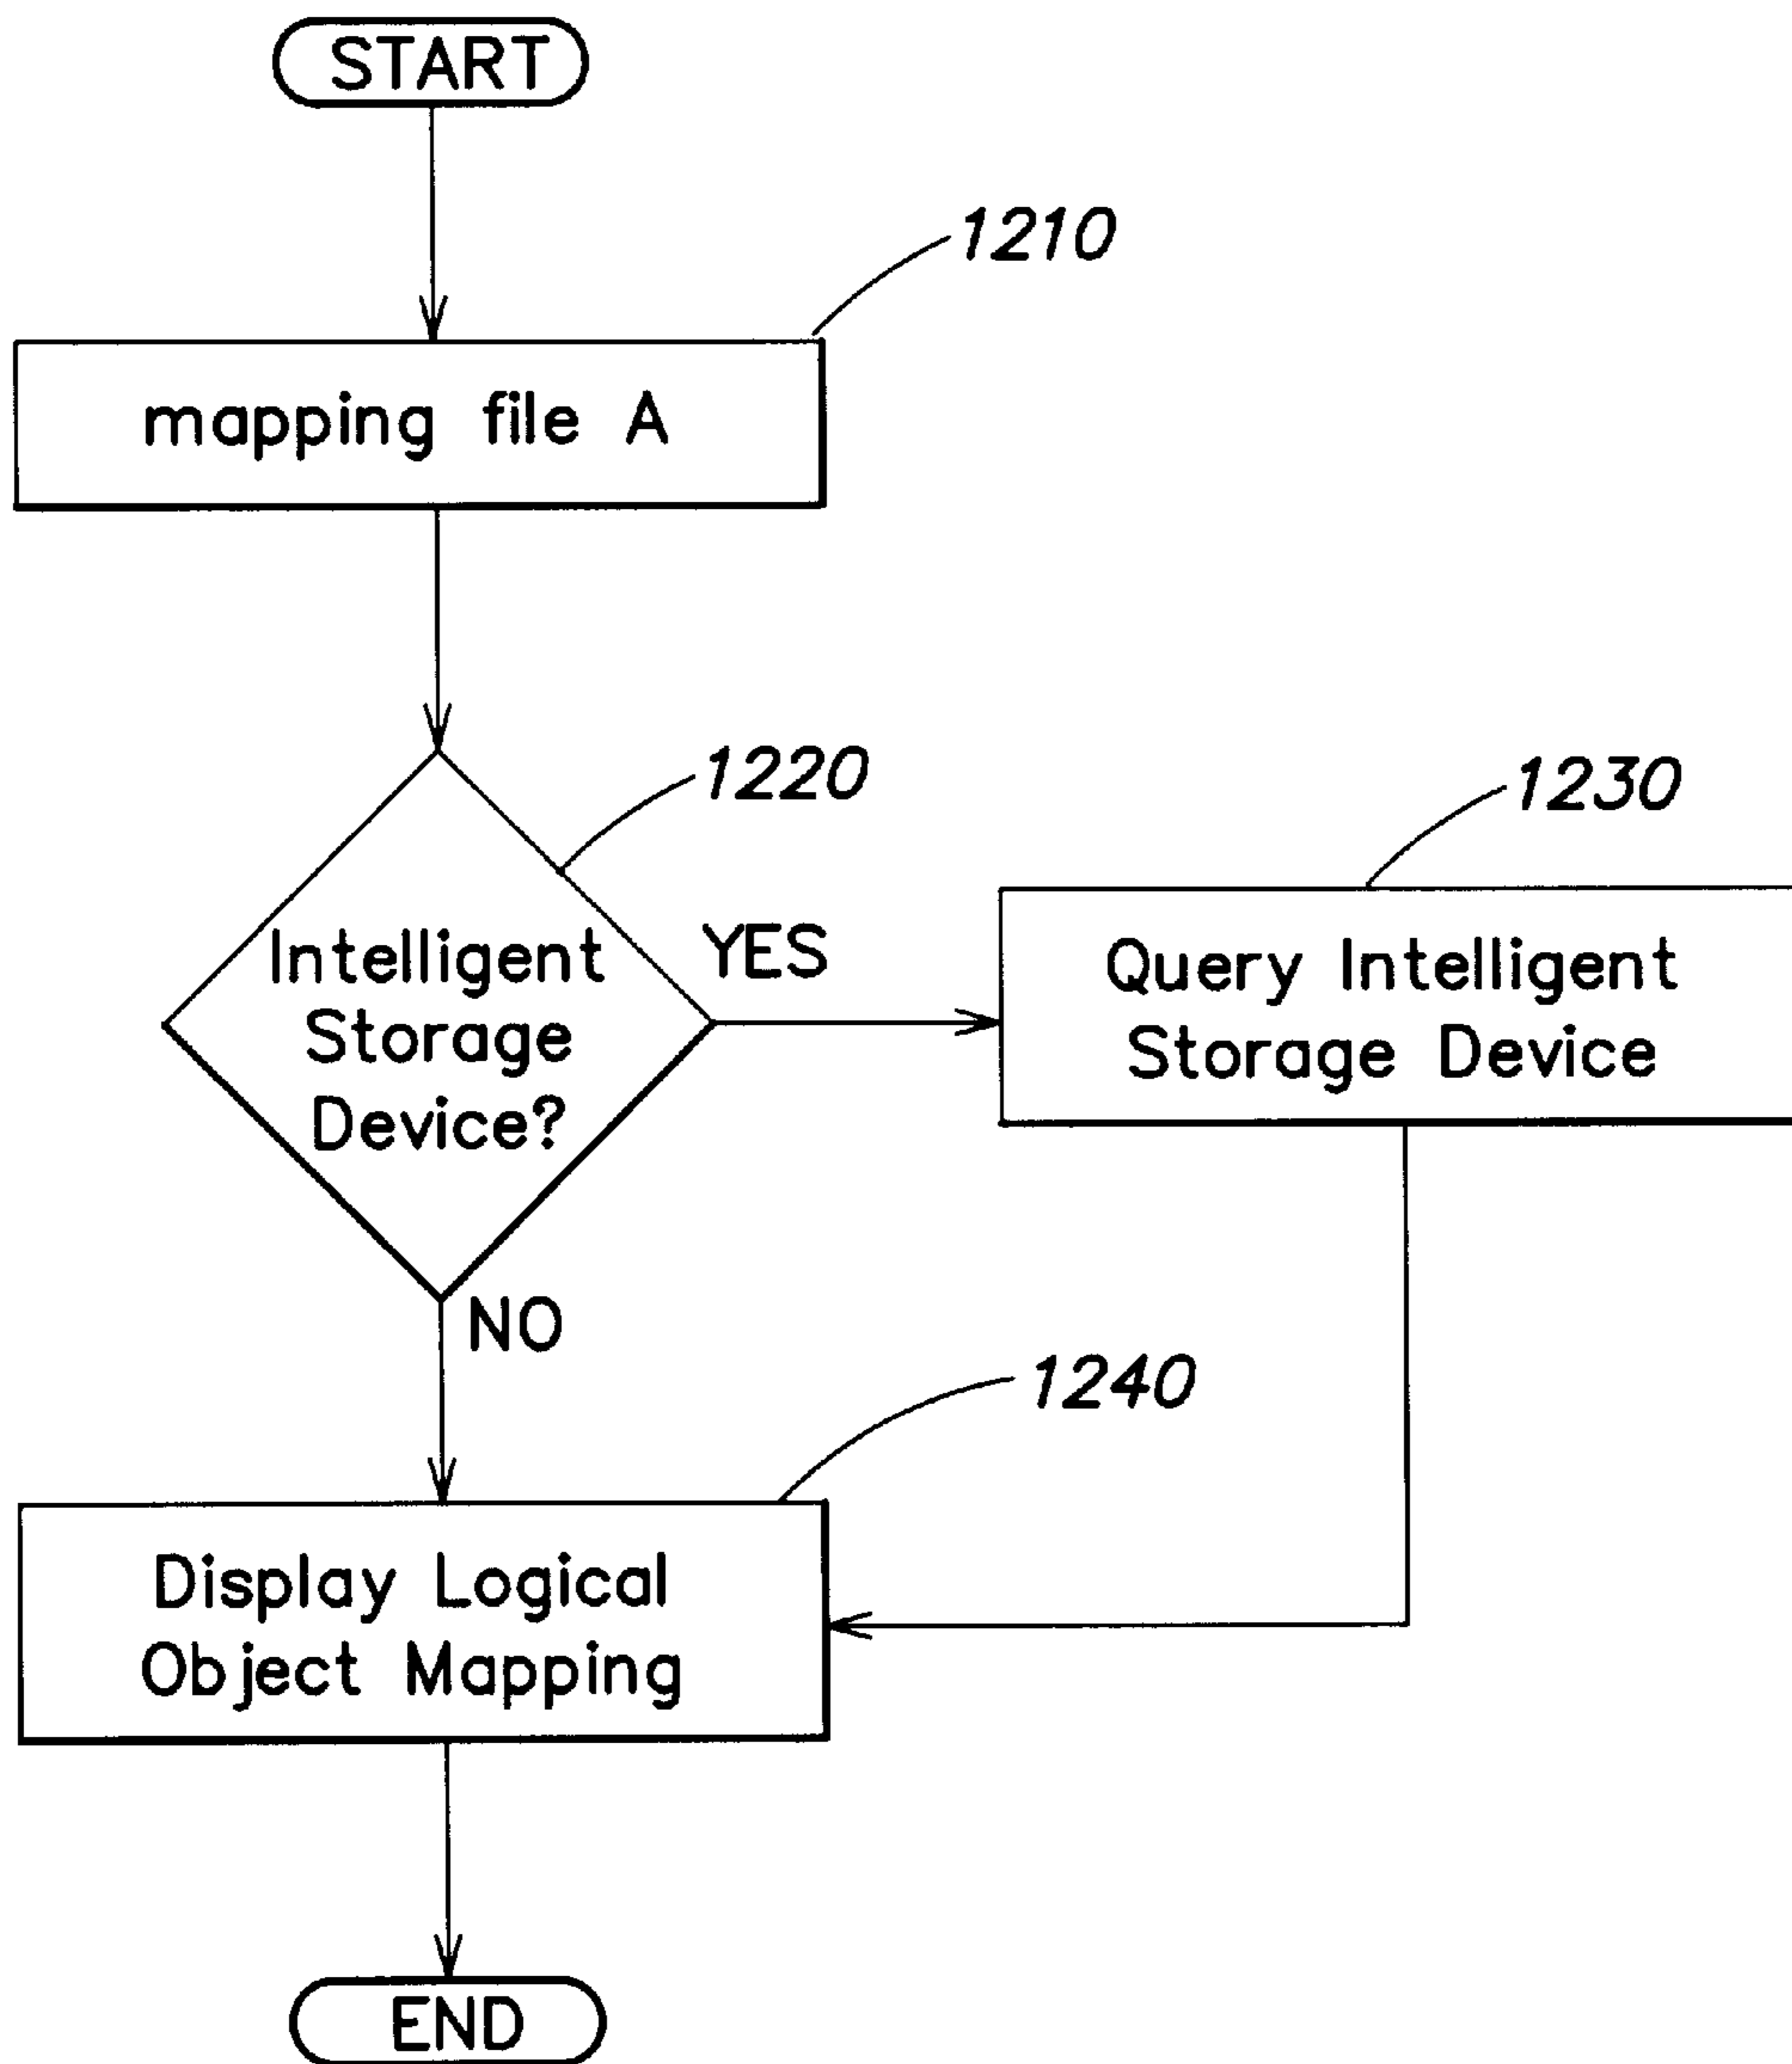 START
1210
mapping file A
1220
1230
Intelligent
Storage
Device?
YES
Query Intelligent
Storage Device
NO
1240
Display Logical
Object Mapping
END